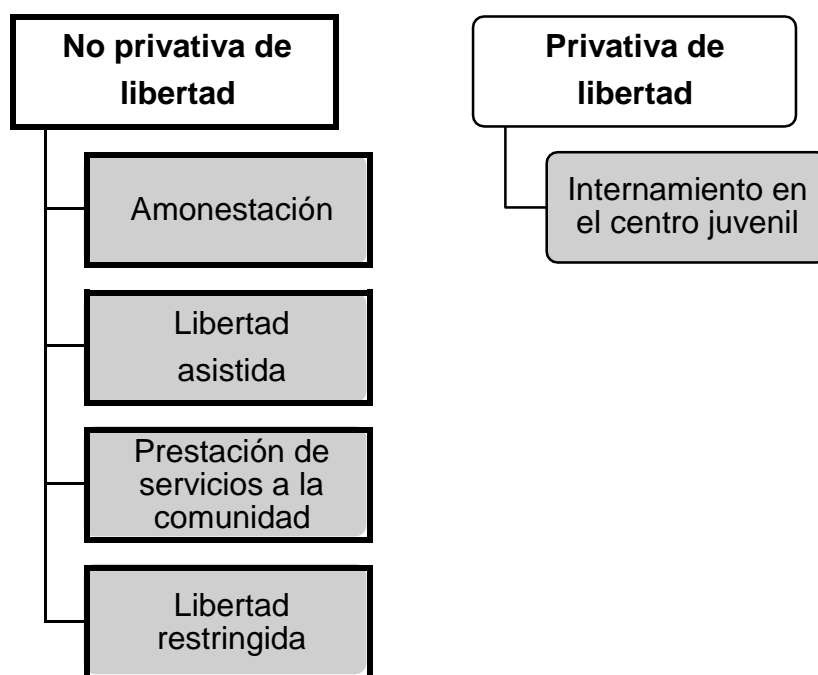 No privativa de
libertad
Amonestación
Libertad
asistida
Prestación de
servicios a la
comunidad
Libertad
restringida
Privativa de
libertad
Internamiento en
el centro juvenil